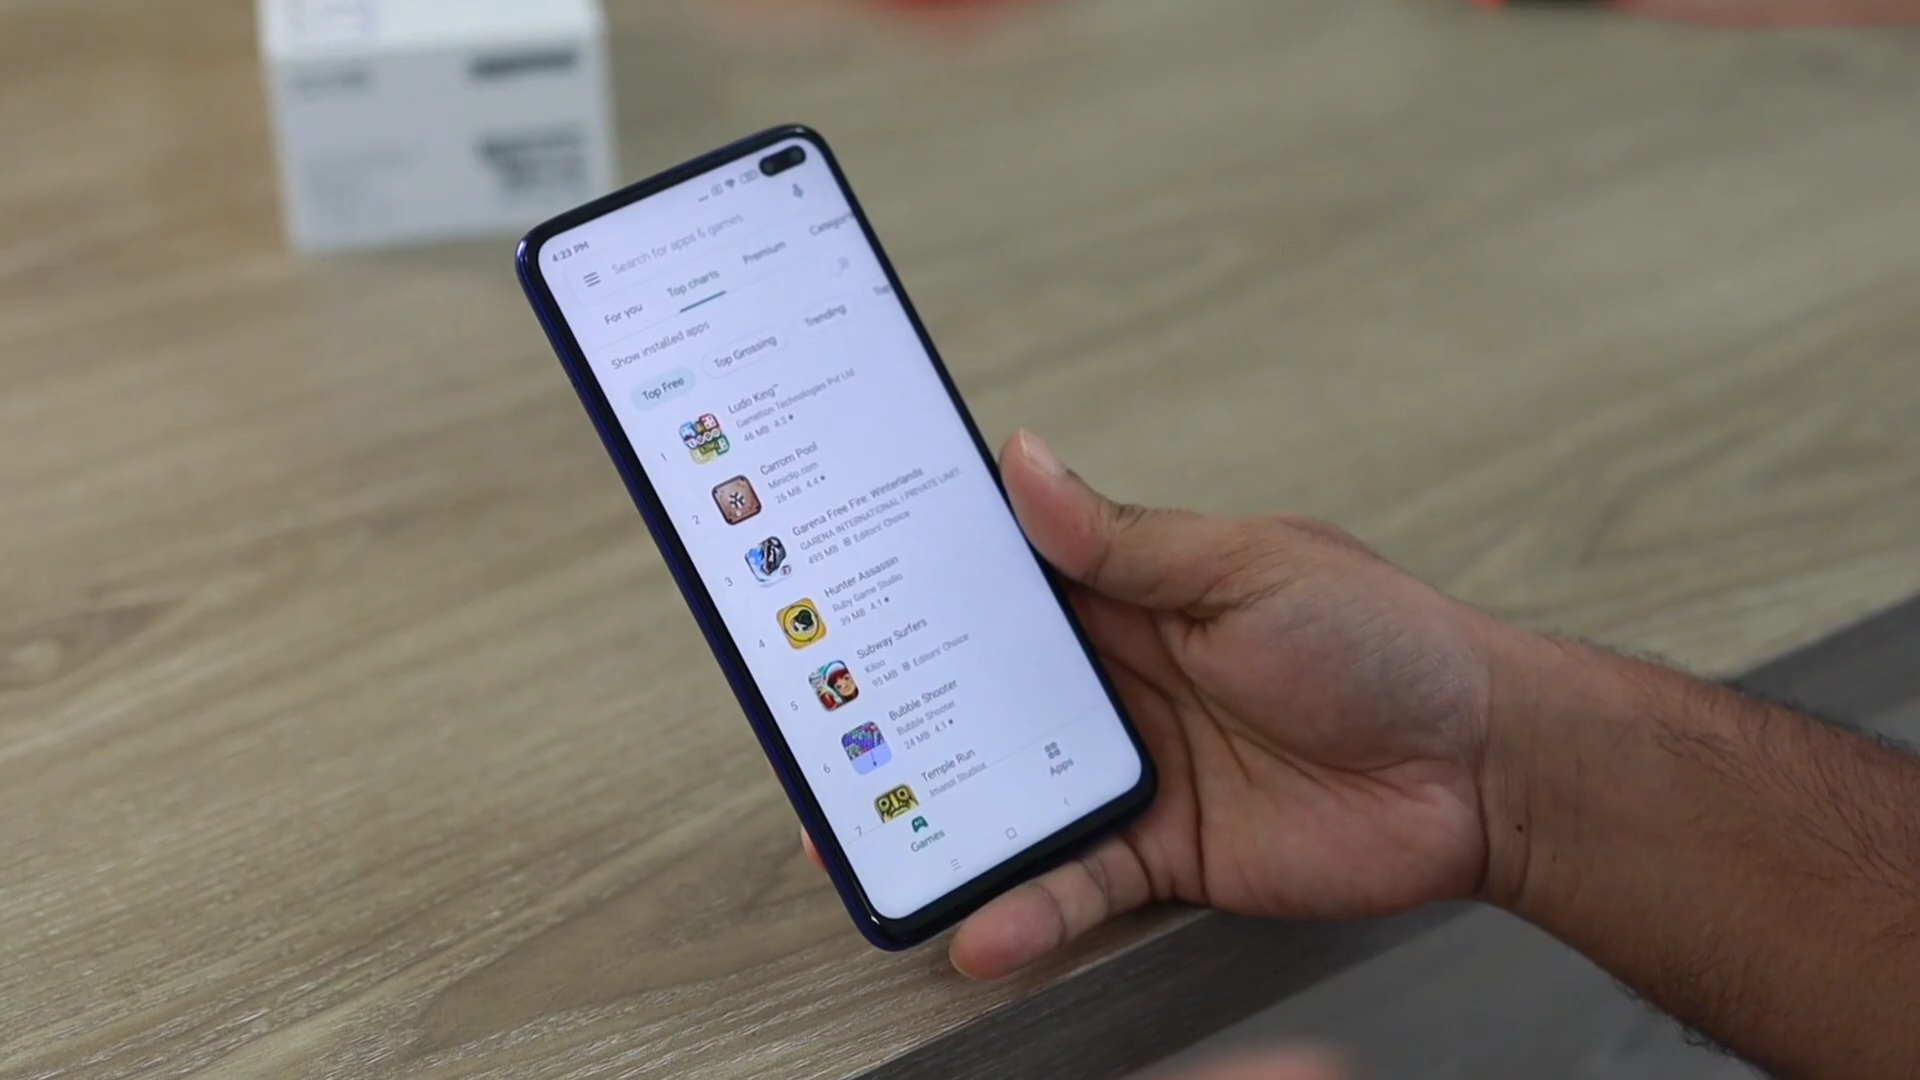 4:23 PM
Search for apps & games
For you
Top charts
Premium
Show installed apps
Top Free
Top Grossing
Trending
1
Ludo King™
Gametion Technologies Pvt Ltd
46 MB 4.2 ★
2
Carrom Pool
Miniclip.com
26 MB 4.4 ★
3
Garena Free Fire: Winterlands
GARENA INTERNATIONAL I PRIVATE LIMIT...
495 MB Editors' Choice
4
Hunter Assassin
Ruby Game Studio
39 MB 4.1 ★
5
Subway Surfers
Kiloo
95 MB Editors' Choice
6
Bubble Shooter
Bubble Shooter
24 MB 4.1 ★
7
Temple Run
Imangi Studios
Games
Apps